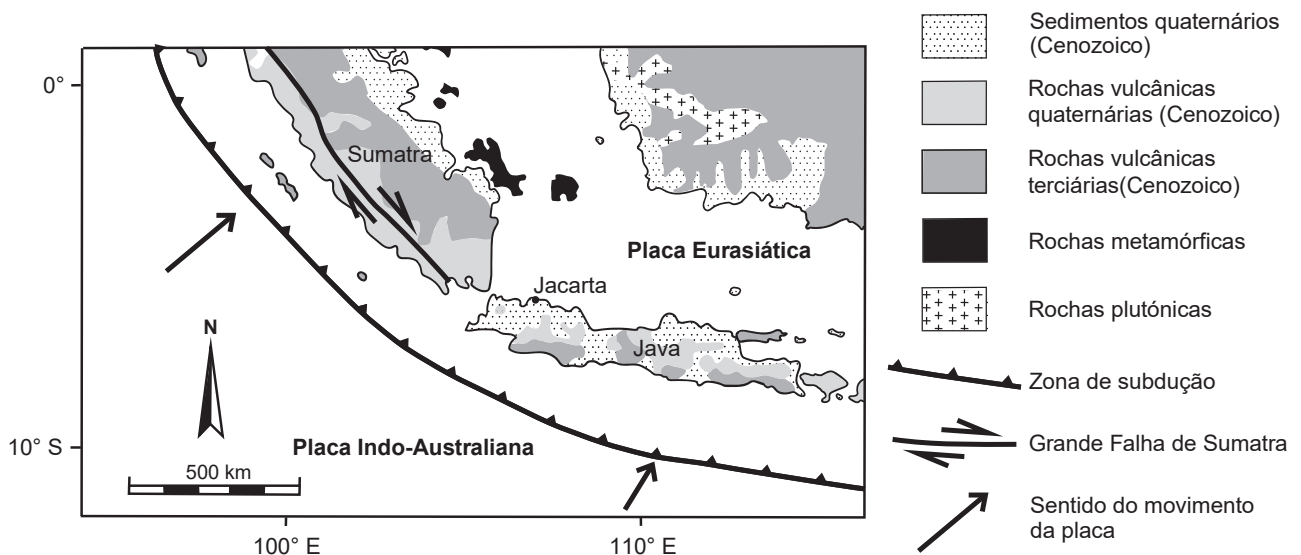 0°
10° S
100° E
110° E
Sumatra
Jacarta
Java
Placa Eurasiática
Placa Indo-Australiana
N
500 km
Sedimentos quaternários
(Cenozoico)
Rochas vulcânicas
quaternárias (Cenozoico)
Rochas vulcânicas
terciárias(Cenozoico)
Rochas metamórficas
Rochas plutónicas
Zona de subdução
Grande Falha de Sumatra
Sentido do movimento
da placa